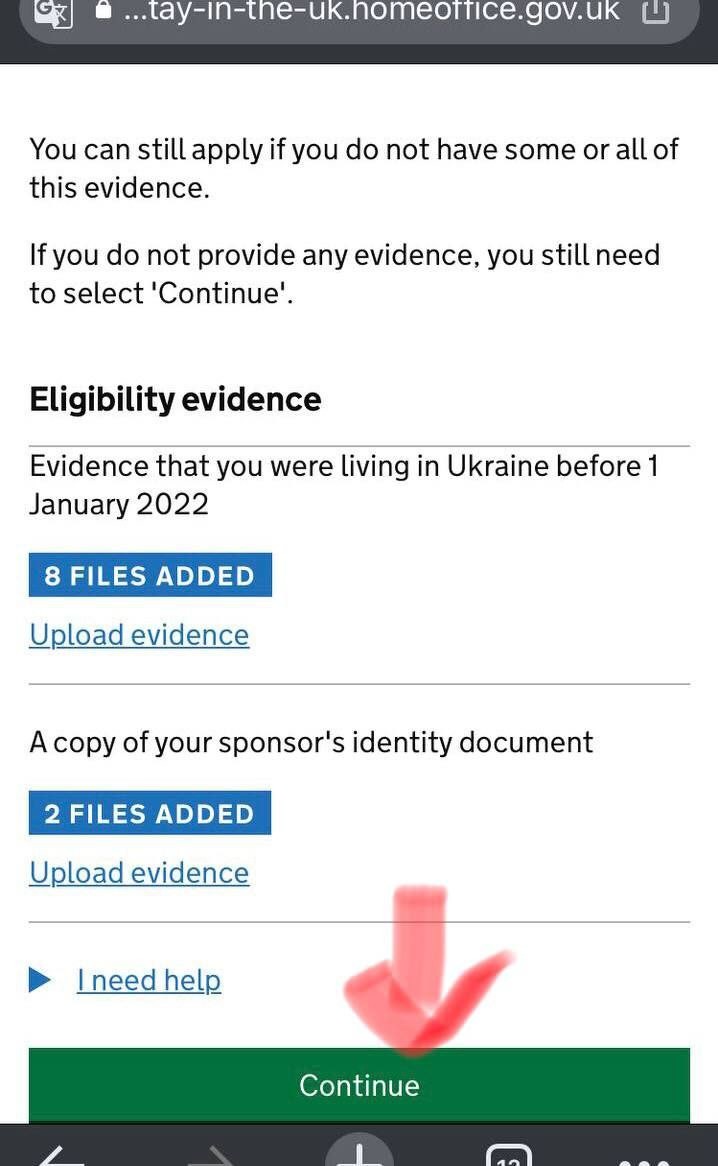 ...tay-in-the-uk.homeoffice.gov.uk
You can still apply if you do not have some or all of
this evidence.
If you do not provide any evidence, you still need
to select 'Continue'.
Eligibility evidence
Evidence that you were living in Ukraine before 1
January 2022
8 FILES ADDED
Upload evidence
A copy of your sponsor's identity document
2 FILES ADDED
Upload evidence
I need help
Continue